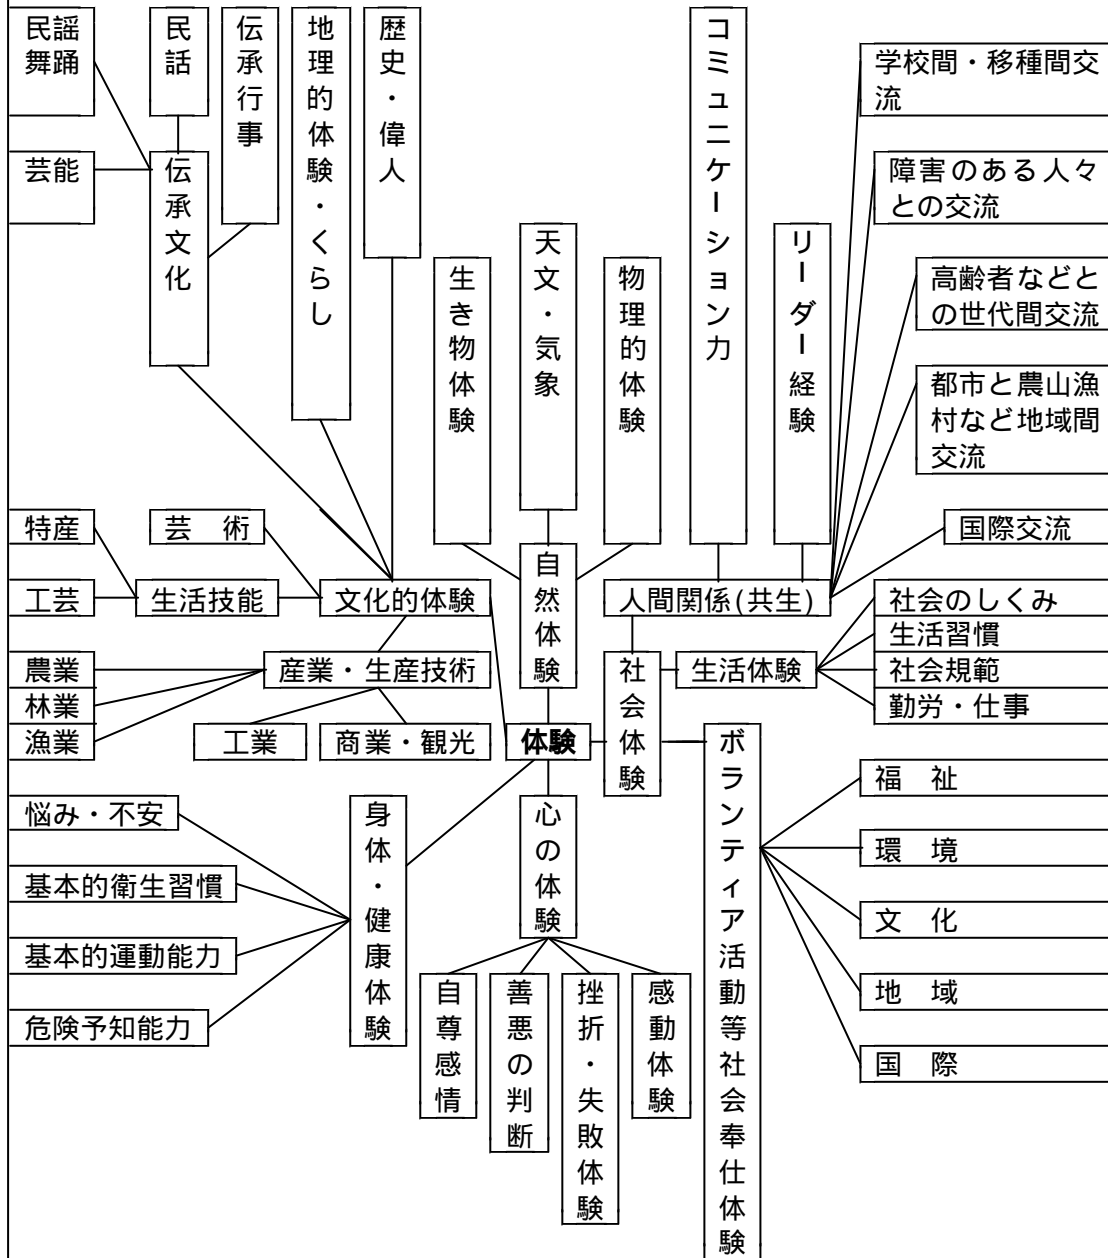 民謡
舞踊
民話
伝承行事
地理的体験・くらし
歴史・偉人
コミュニケーション力
学校間・移種間交
流
芸能
伝承文化
障害のある人々
との交流
天文・気象
リーダー経験
生き物体験
物理的体験
高齢者などと
の世代間交流
都市と農山漁
村など地域間
交流
特産
芸　術
国際交流
自然体験
工芸
生活技能
文化的体験
人間関係(共生)
社会のしくみ
生活習慣
農業
産業・生産技術
社会体験
生活体験
社会規範
林業
勤労・仕事
漁業
工業
商業・観光
体験
ボランティア活動等社会奉仕体験
福　祉
悩み・不安
身体・健康体験
心の体験
環　境
基本的衛生習慣
文　化
基本的運動能力
自尊感情
善悪の判断
挫折・失敗体験
感動体験
地　域
危険予知能力
国　際